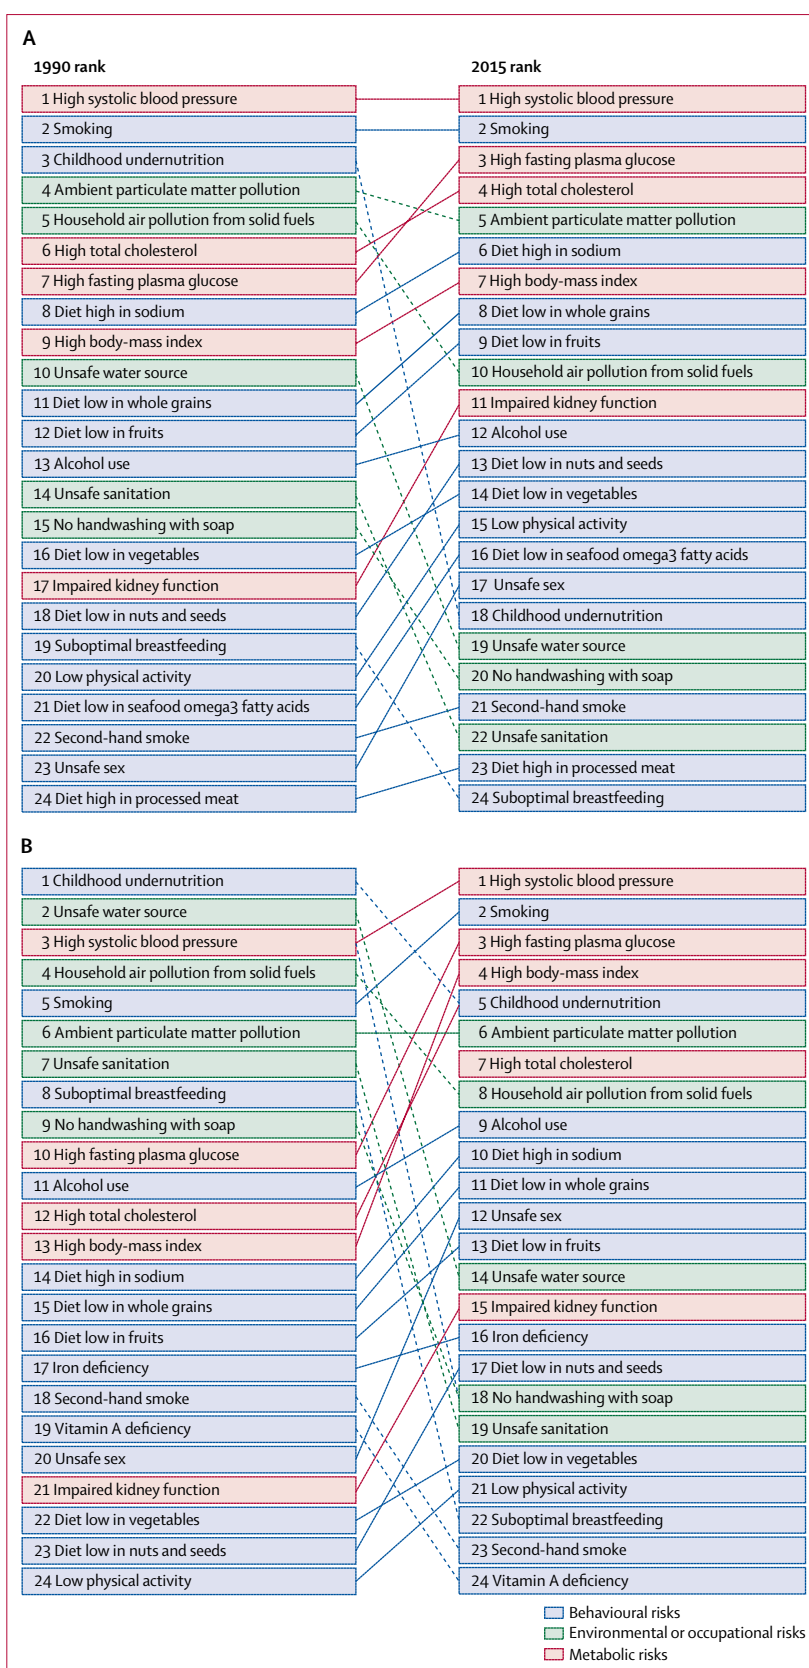 A
1990 rank
2015 rank
1 High systolic blood pressure
1 High systolic blood pressure
2 Smoking
2 Smoking
3 Childhood undernutrition
3 High fasting plasma glucose
4 Ambient particulate matter pollution
4 High total cholesterol
5 Household air pollution from solid fuels
5 Ambient particulate matter pollution
6 High total cholesterol
6 Diet high in sodium
7 High fasting plasma glucose
7 High body-mass index
8 Diet high in sodium
8 Diet low in whole grains
9 High body-mass index
9 Diet low in fruits
10 Unsafe water source
10 Household air pollution from solid fuels
11 Diet low in whole grains
11 Impaired kidney function
12 Diet low in fruits
12 Alcohol use
13 Alcohol use
13 Diet low in nuts and seeds
14 Unsafe sanitation
14 Diet low in vegetables
15 No handwashing with soap
15 Low physical activity
16 Diet low in vegetables
16 Diet low in seafood omega3 fatty acids
17 Impaired kidney function
17 Unsafe sex
18 Diet low in nuts and seeds
18 Childhood undernutrition
19 Suboptimal breastfeeding
19 Unsafe water source
20 Low physical activity
20 No handwashing with soap
21 Diet low in seafood omega3 fatty acids
21 Second-hand smoke
22 Second-hand smoke
22 Unsafe sanitation
23 Unsafe sex
23 Diet high in processed meat
24 Diet high in processed meat
24 Suboptimal breastfeeding
B
1 Childhood undernutrition
1 High systolic blood pressure
2 Unsafe water source
2 Smoking
3 High systolic blood pressure
3 High fasting plasma glucose
4 Household air pollution from solid fuels
4 High body-mass index
5 Smoking
5 Childhood undernutrition
6 Ambient particulate matter pollution
6 Ambient particulate matter pollution
7 Unsafe sanitation
7 High total cholesterol
8 Suboptimal breastfeeding
8 Household air pollution from solid fuels
9 No handwashing with soap
9 Alcohol use
10 High fasting plasma glucose
10 Diet high in sodium
11 Alcohol use
11 Diet low in whole grains
12 High total cholesterol
12 Unsafe sex
13 High body-mass index
13 Diet low in fruits
14 Diet high in sodium
14 Unsafe water source
15 Diet low in whole grains
15 Impaired kidney function
16 Diet low in fruits
16 Iron deficiency
17 Iron deficiency
17 Diet low in nuts and seeds
18 Second-hand smoke
18 No handwashing with soap
19 Vitamin A deficiency
19 Unsafe sanitation
20 Unsafe sex
20 Diet low in vegetables
21 Impaired kidney function
21 Low physical activity
22 Diet low in vegetables
22 Suboptimal breastfeeding
23 Diet low in nuts and seeds
23 Second-hand smoke
24 Low physical activity
24 Vitamin A deficiency
Behavioural risks
Environmental or occupational risks
Metabolic risks